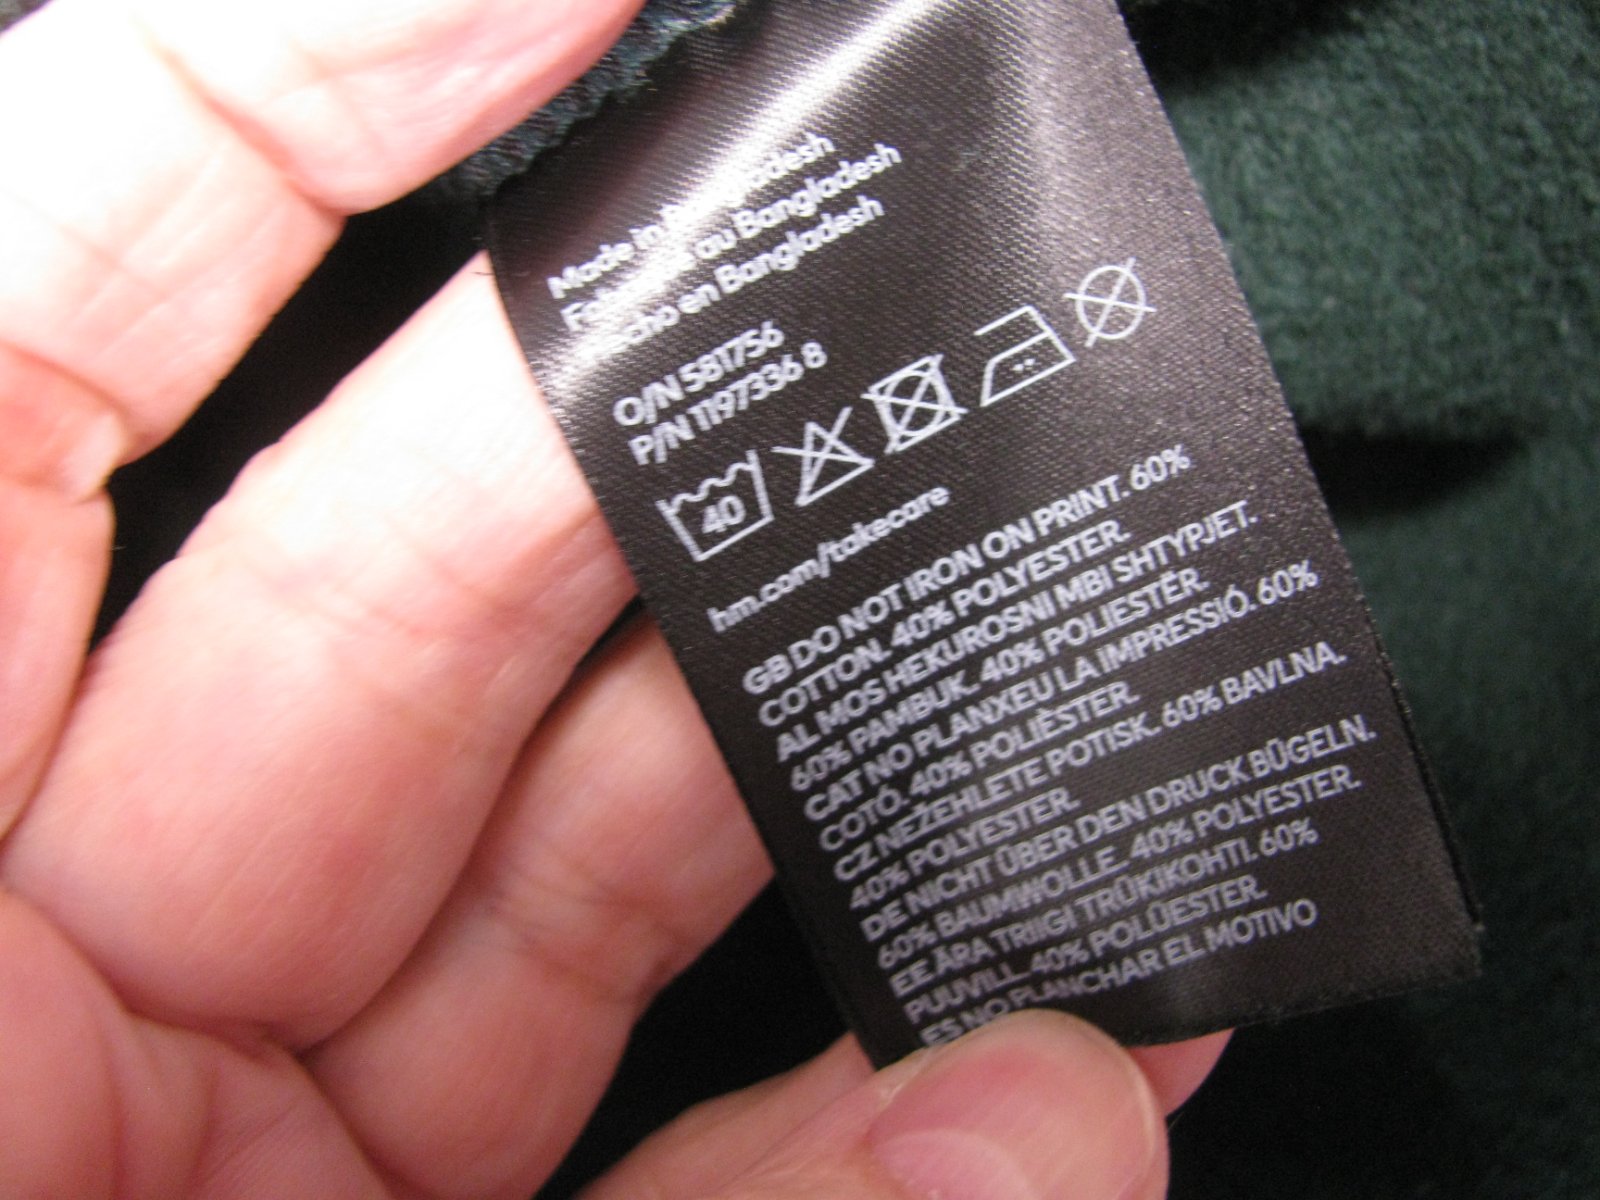 Made in Bangladesh
Fabriqué au Bangladesh
Hecho en Bangladesh
O/N 581756
P/N 1197336 8
40
hm.com/takecare
GB DO NOT IRON ON PRINT. 60%
COTTON. 40% POLYESTER.
AL MOS HEKUROSNI MBI SHTYPJET.
60% PAMBUK. 40% POLIESTËR.
CAT NO PLANXEU LA IMPRESSIÓ. 60%
COTÓ. 40% POLIÈSTER.
CZ NEŽEHLETE POTISK. 60% BAVLNA.
40% POLYESTER.
DE NICHT ÜBER DEN DRUCK BÜGELN.
60% BAUMWOLLE. 40% POLYESTER.
EE ÄRA TRIIGI TRÜKIKOHTI. 60%
PUUVILL. 40% POLÜESTER.
ES NO PLANCHAR EL MOTIVO